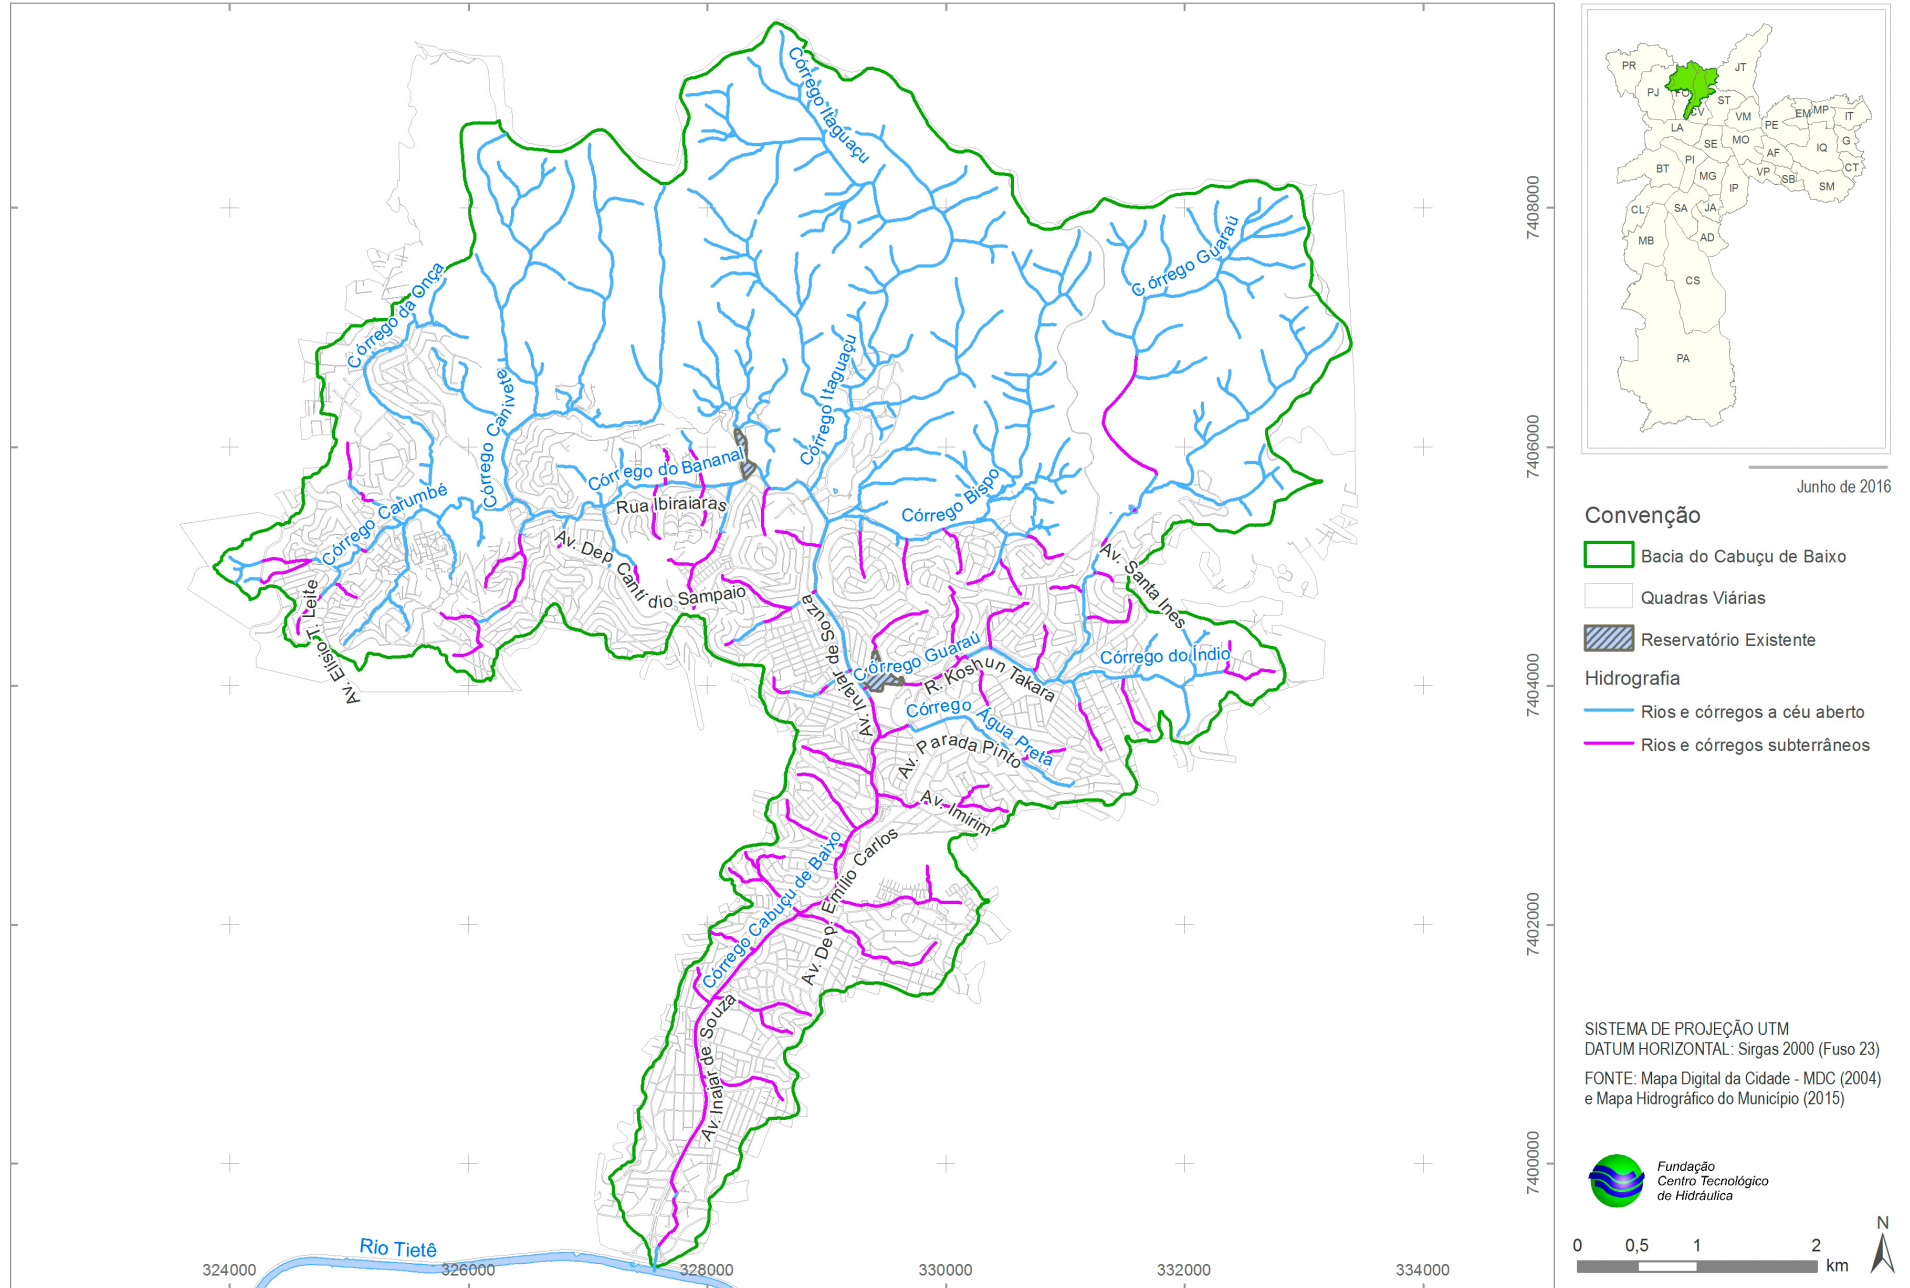 Córrego Itaguaçu
Córrego Guaraú
Córrego da Onça
Córrego Canivete
Córrego Itaguaçu
Córrego do Bananal
Rua Ibiraiaras
Córrego Bispo
Córrego Carumbé
Av. Dep. Cantídio Sampaio
Av. Santa Ines
Av. Elísio T. Leite
Av. Inajar de Souza
Córrego Guaraú
R. Koshun Takara
Córrego do Índio
Córrego Água Preta
Av. Parada Pinto
Av. Imirim
Córrego Cabuçu de Baixo
Av. Dep. Emílio Carlos
Av. Inajar de Souza
Rio Tietê
324000
326000
328000
330000
332000
334000
7408000
7406000
7404000
7402000
7400000
PR
JT
PJ
FO
CV
ST
VM
EM
MP
IT
LA
PE
SE
MO
IQ
G
AF
BT
PI
MG
VP
SB
CT
SM
IP
CL
SA
JA
MB
AD
CS
PA
Junho de 2016
Convenção
Bacia do Cabuçu de Baixo
Quadras Viárias
Reservatório Existente
Hidrografia
Rios e córregos a céu aberto
Rios e córregos subterrâneos
SISTEMA DE PROJEÇÃO UTM
DATUM HORIZONTAL: Sirgas 2000 (Fuso 23)
FONTE: Mapa Digital da Cidade - MDC (2004)
e Mapa Hidrográfico do Município (2015)
Fundação
Centro Tecnológico
de Hidráulica
N
0 0,5 1 2
km